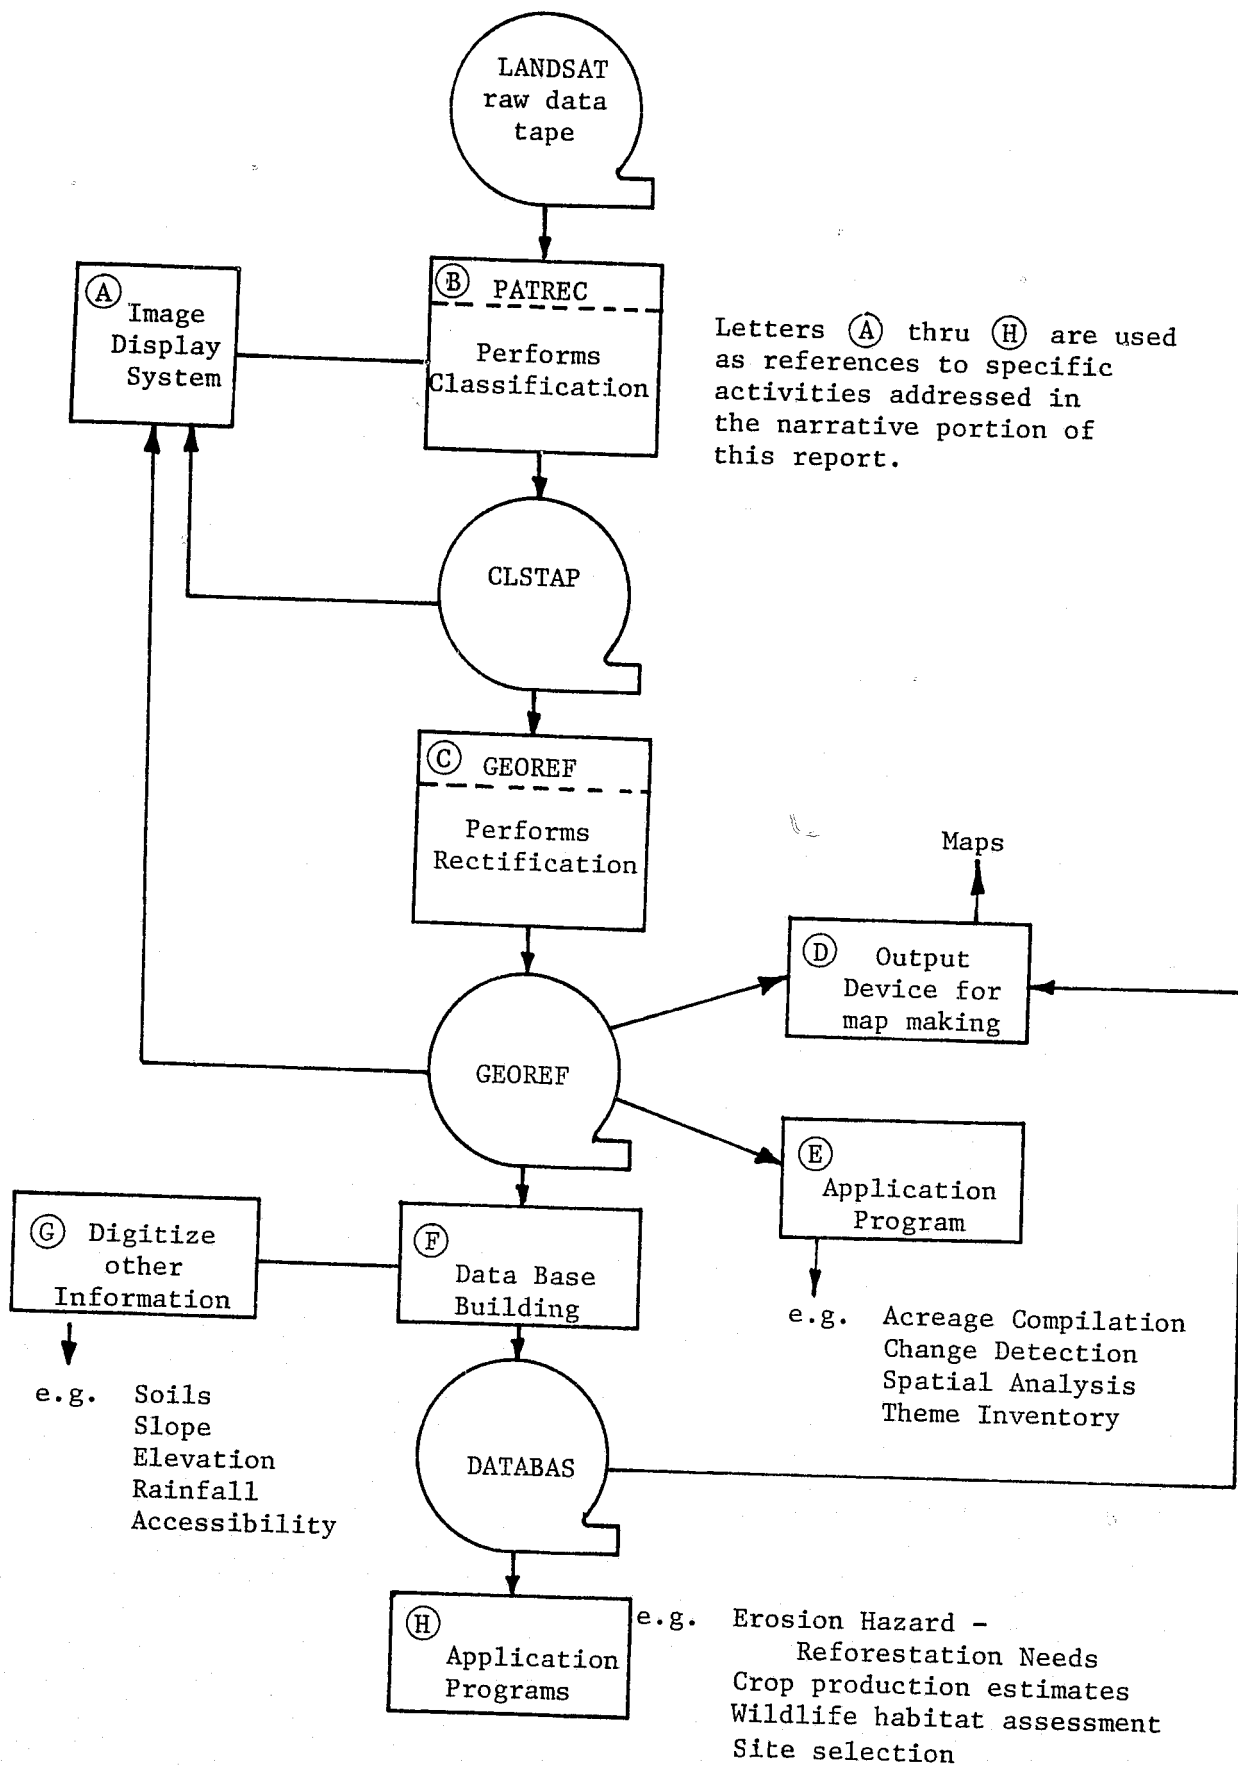 LANDSAT
raw data
tape
Ⓐ
Image
Display
System
Ⓑ PATREC
Performs
Classification
Letters Ⓐ thru Ⓗ are used
as references to specific
activities addressed in
the narrative portion of
this report.
CLSTAP
Ⓒ GEOREF
Performs
Rectification
Maps
Ⓓ Output
Device for
map making
GEOREF
Ⓔ
Application
Program
e.g. Acreage Compilation
Change Detection
Spatial Analysis
Theme Inventory
Ⓖ Digitize
other
Information
Ⓕ
Data Base
Building
e.g. Soils
Slope
Elevation
Rainfall
Accessibility
DATABAS
Ⓗ
Application
Programs
e.g. Erosion Hazard -
Reforestation Needs
Crop production estimates
Wildlife habitat assessment
Site selection